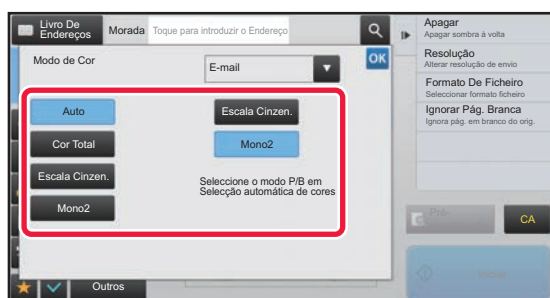 Livro De
Endereços
Morada
Toque para introduzir o Endereço
Modo de Cor
E-mail
OK
Auto
Cor Total
Escala Cinzen.
Mono2
Escala Cinzen.
Mono2
Seleccione o modo P/B em
Selecção automática de cores
Outros
Apagar
Apagar sombra à volta
Resolução
Alterar resolução de envio
Formato De Ficheiro
Seleccionar formato ficheiro
Ignorar Pág. Branca
Ignora pág. em branco do orig.
CA